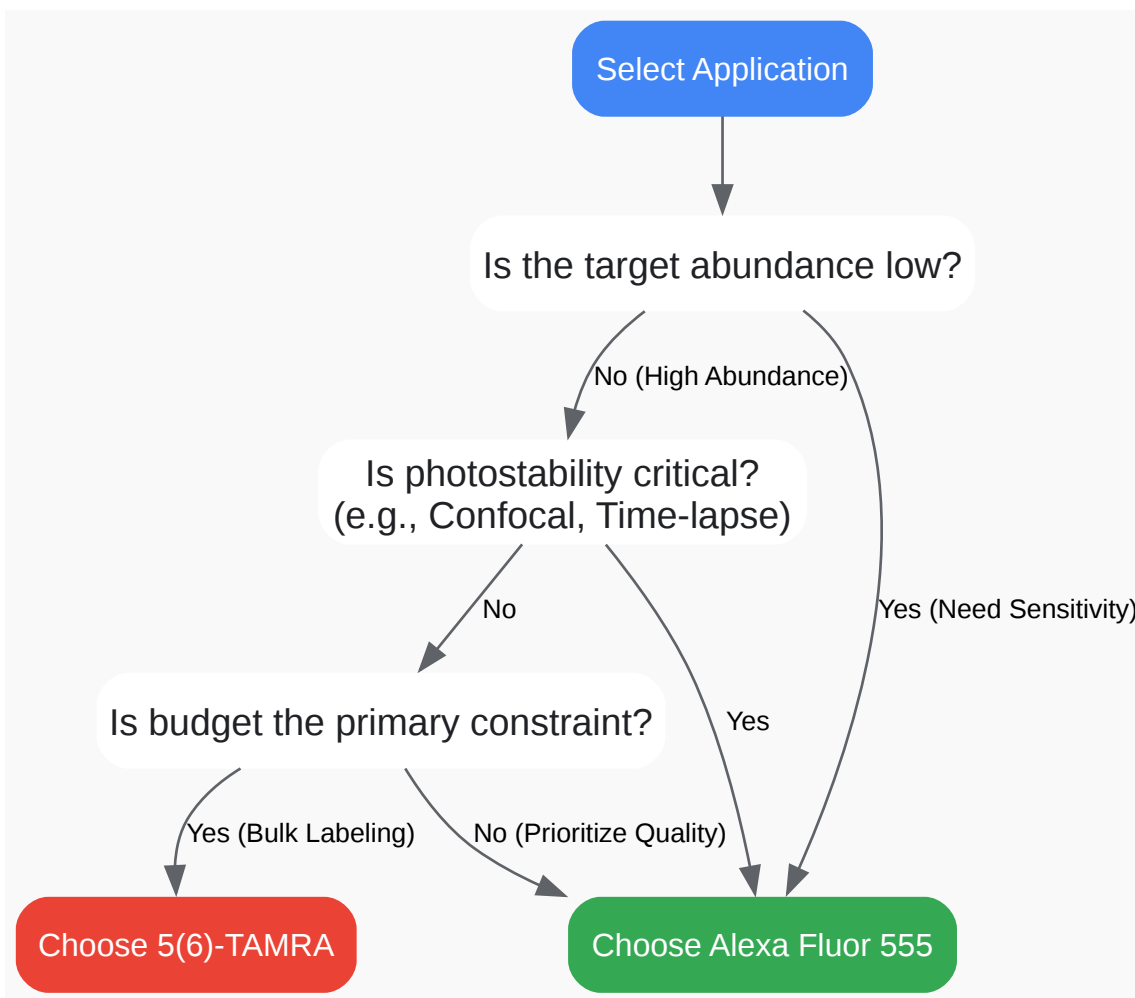 Select Application
Is the target abundance low?
No (High Abundance)
Is photostability critical?
(e.g., Confocal, Time-lapse)
No
Yes (Need Sensitivity)
Is budget the primary constraint?
Yes
Yes (Bulk Labeling)
No (Prioritize Quality)
Choose 5(6)-TAMRA
Choose Alexa Fluor 555